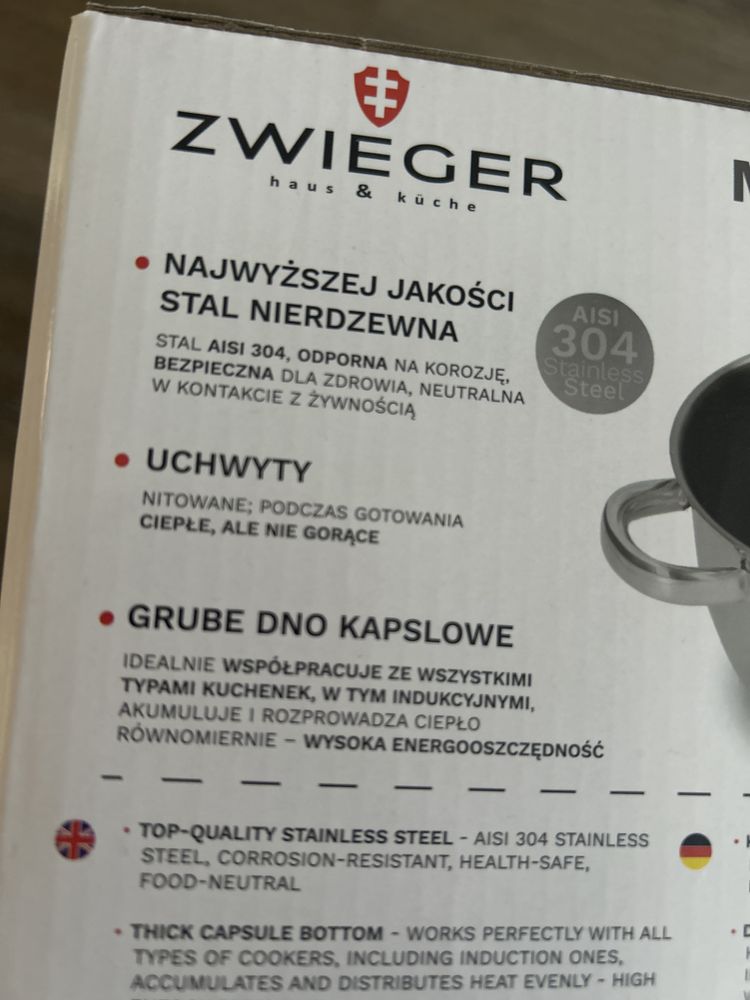 ZWIEGER
haus & küche
NAJWYŻSZEJ JAKOŚCI
STAL NIERDZEWNA
STAL AISI 304, ODPORNA NA KOROZJĘ,
BEZPIECZNA DLA ZDROWIA, NEUTRALNA
W KONTAKCIE Z ŻYWNOŚCIĄ
AISI
304
Stainless
Steel
UCHWYTY
NITOWANE; PODCZAS GOTOWANIA
CIEPŁE, ALE NIE GORĄCE
GRUBE DNO KAPSLOWE
IDEALNIE WSPÓŁPRACUJE ZE WSZYSTKIMI
TYPAMI KUCHENEK, W TYM INDUKCYJNYMI,
AKUMULUJE I ROZPROWADZA CIEPŁO
RÓWNOMIERNIE – WYSOKA ENERGOOSZCZĘDNOŚĆ
• TOP-QUALITY STAINLESS STEEL - AISI 304 STAINLESS
STEEL, CORROSION-RESISTANT, HEALTH-SAFE,
FOOD-NEUTRAL
• THICK CAPSULE BOTTOM - WORKS PERFECTLY WITH ALL
TYPES OF COOKERS, INCLUDING INDUCTION ONES,
ACCUMULATES AND DISTRIBUTES HEAT EVENLY - HIGH